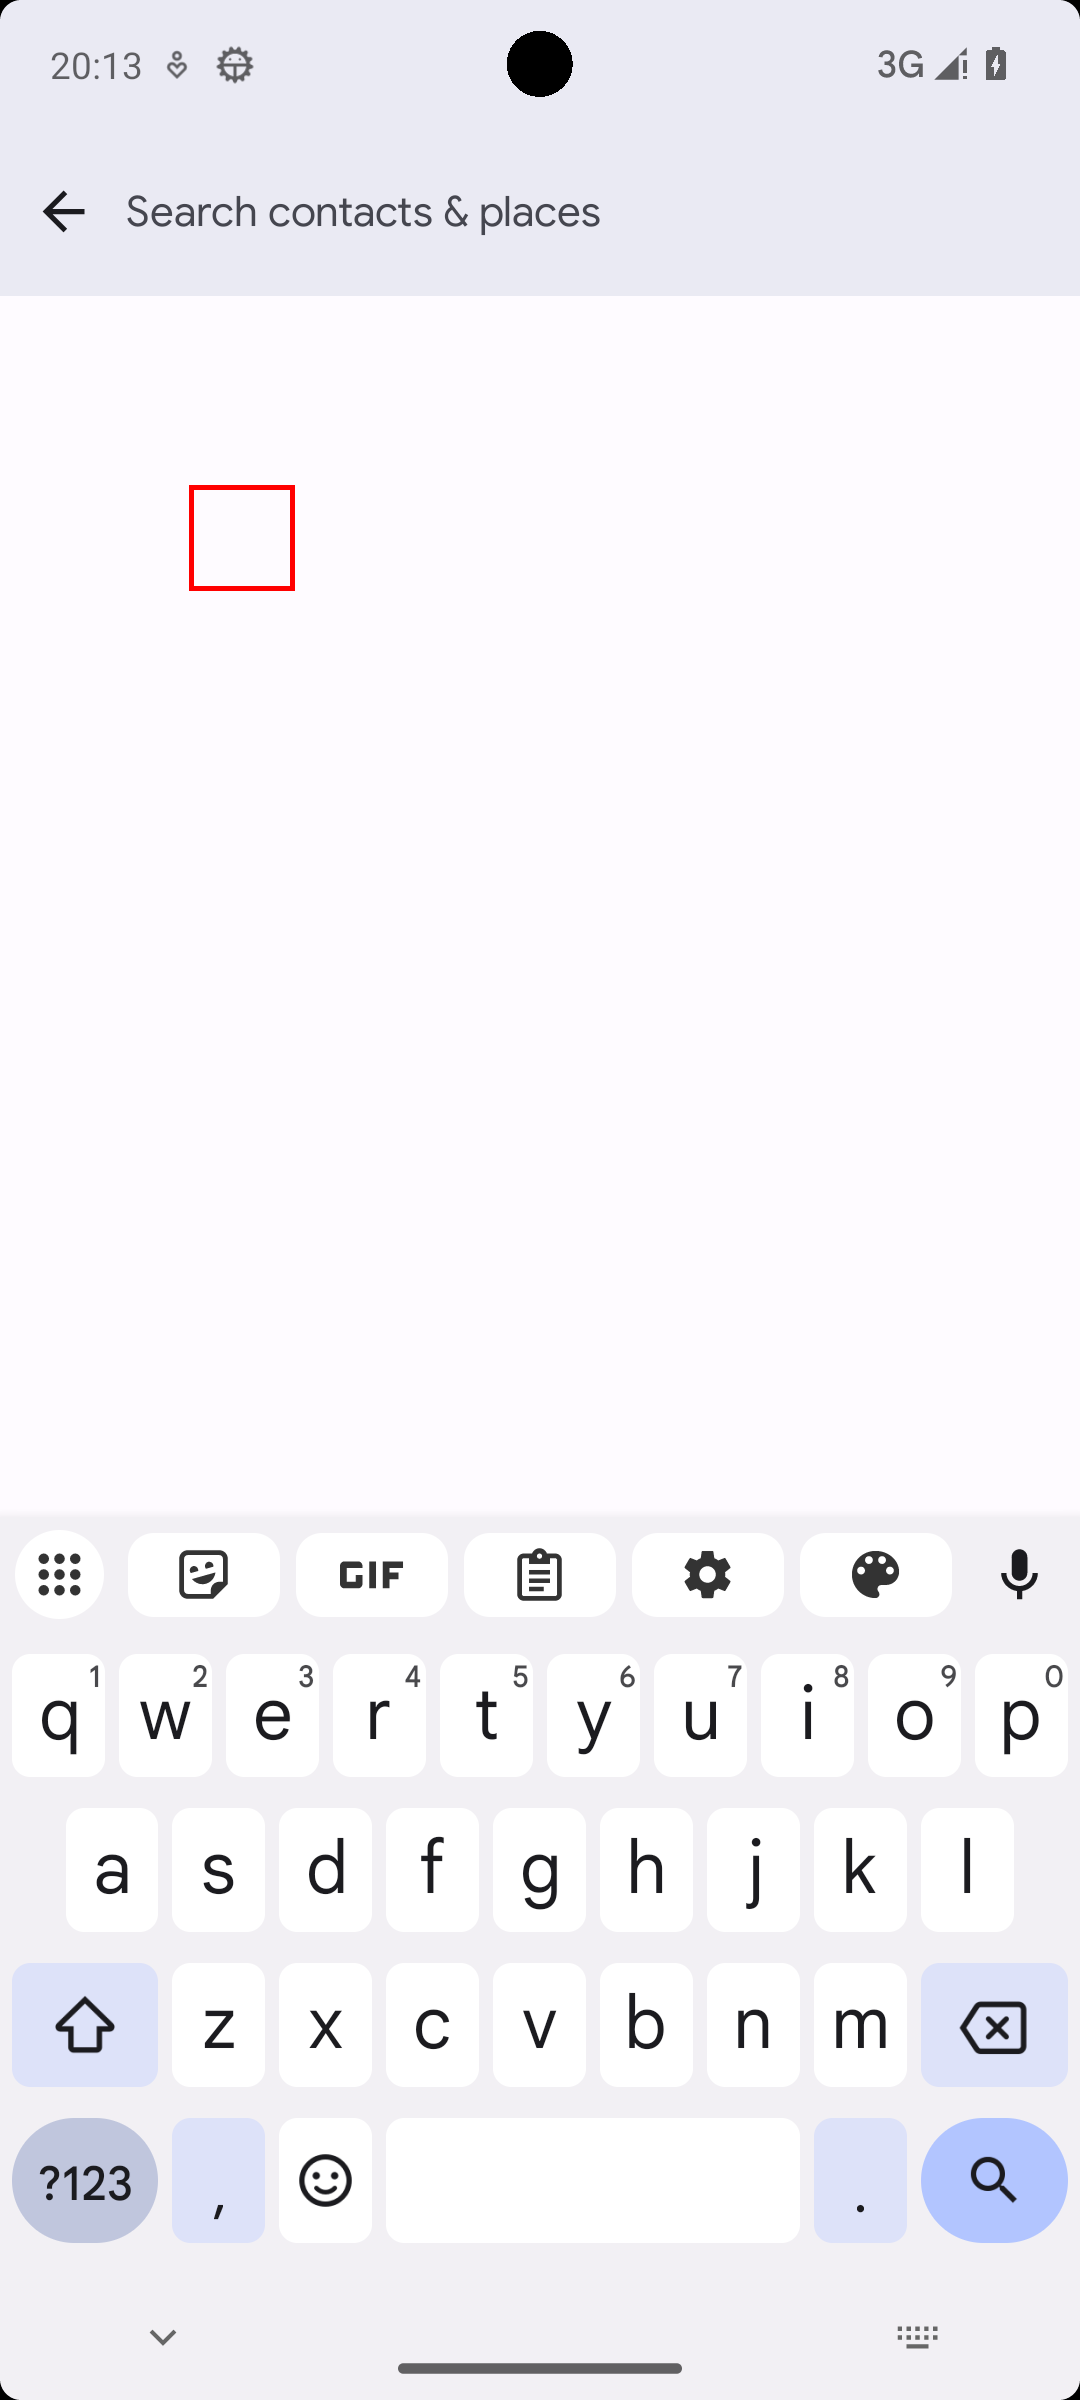 20:13
3G
Search contacts & places
GIF
q 1 w 2 e 3 r 4 t 5 y 6 u 7 i 8 o 9 p 0
a s d f g h j k l
z x c v b n m
?123 , .